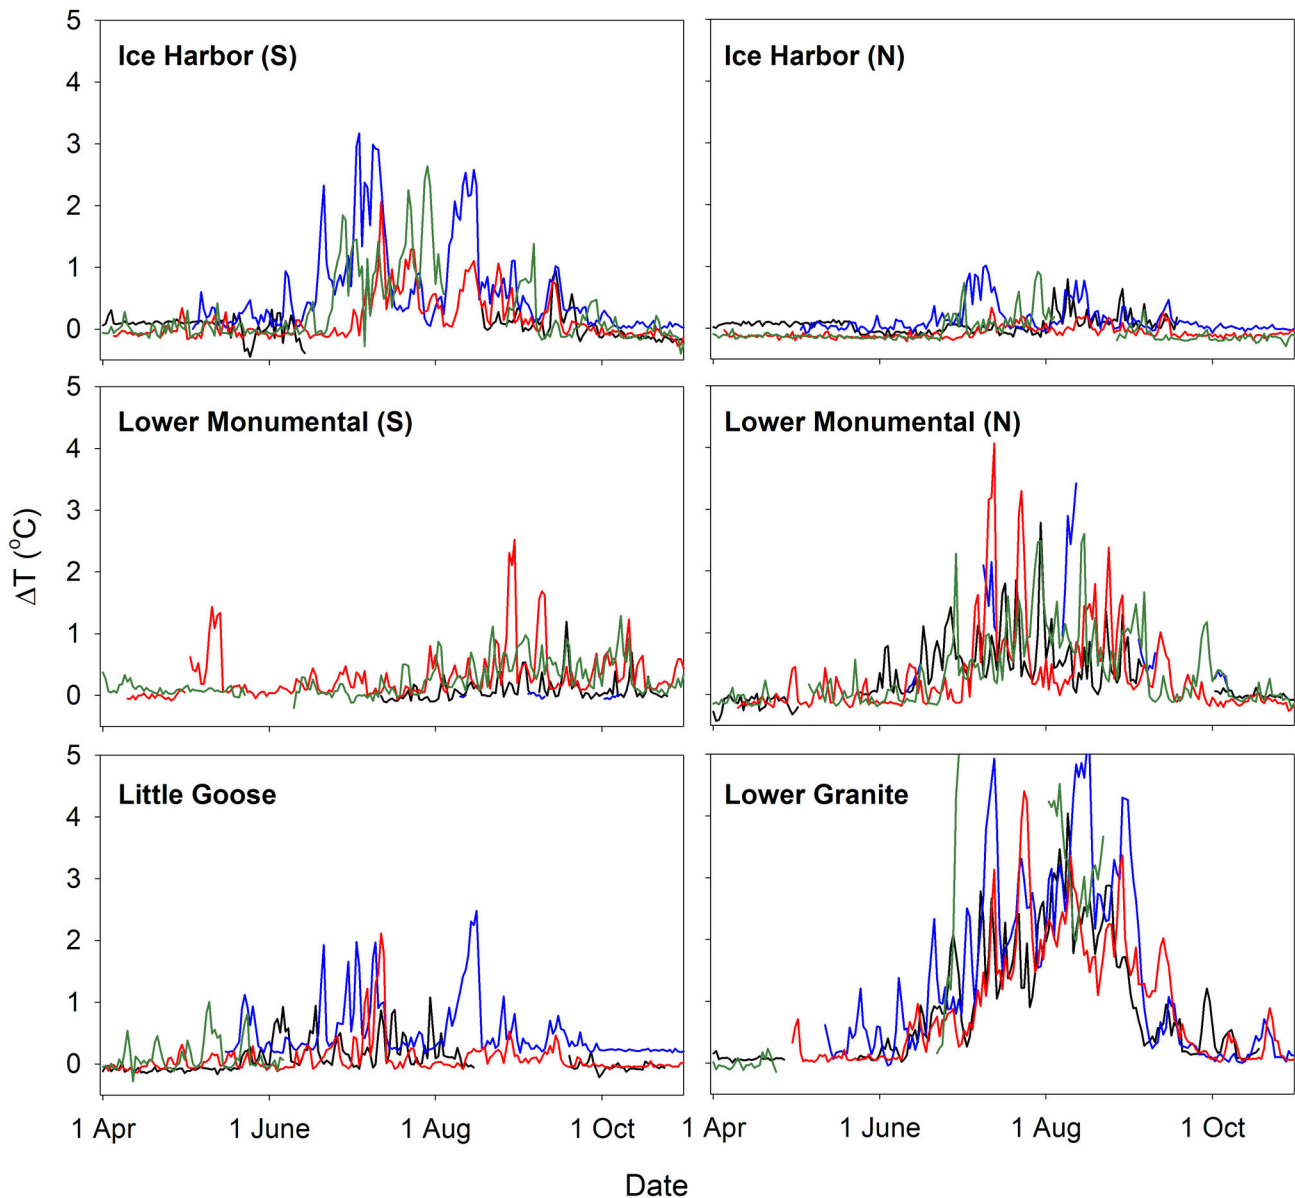 5
4
3
2
1
0
Ice Harbor (S)
Ice Harbor (N)
5
4
3
2
1
0
Lower Monumental (S)
Lower Monumental (N)
ΔT (°C)
5
4
3
2
1
0
Little Goose
Lower Granite
1 Apr 1 June 1 Aug 1 Oct
1 Apr 1 June 1 Aug 1 Oct
Date